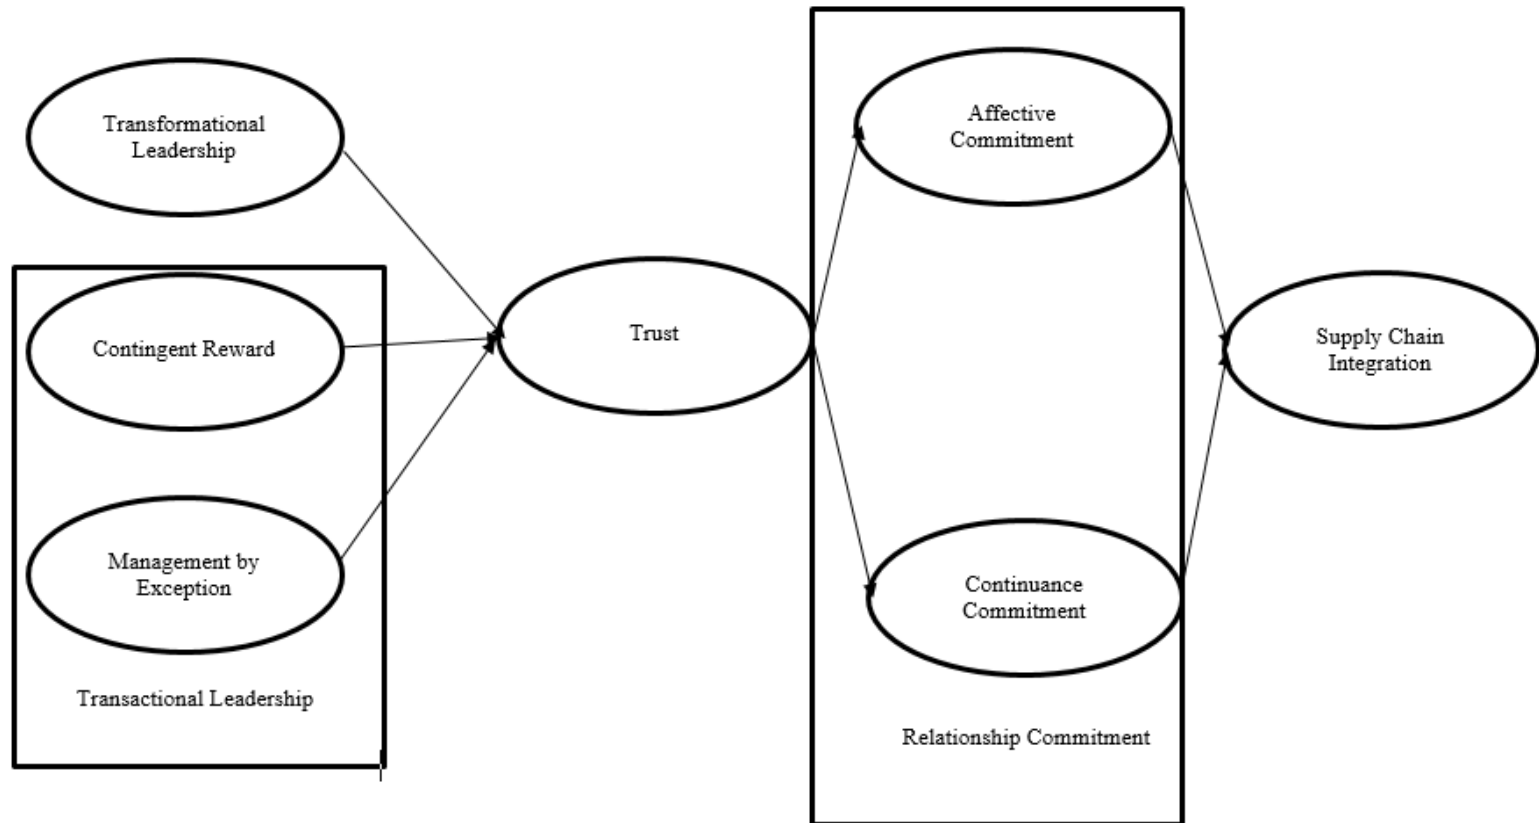 Transformational
Leadership
Contingent Reward
Management by
Exception
Transactional Leadership
Trust
Affective
Commitment
Continuance
Commitment
Relationship Commitment
Supply Chain
Integration